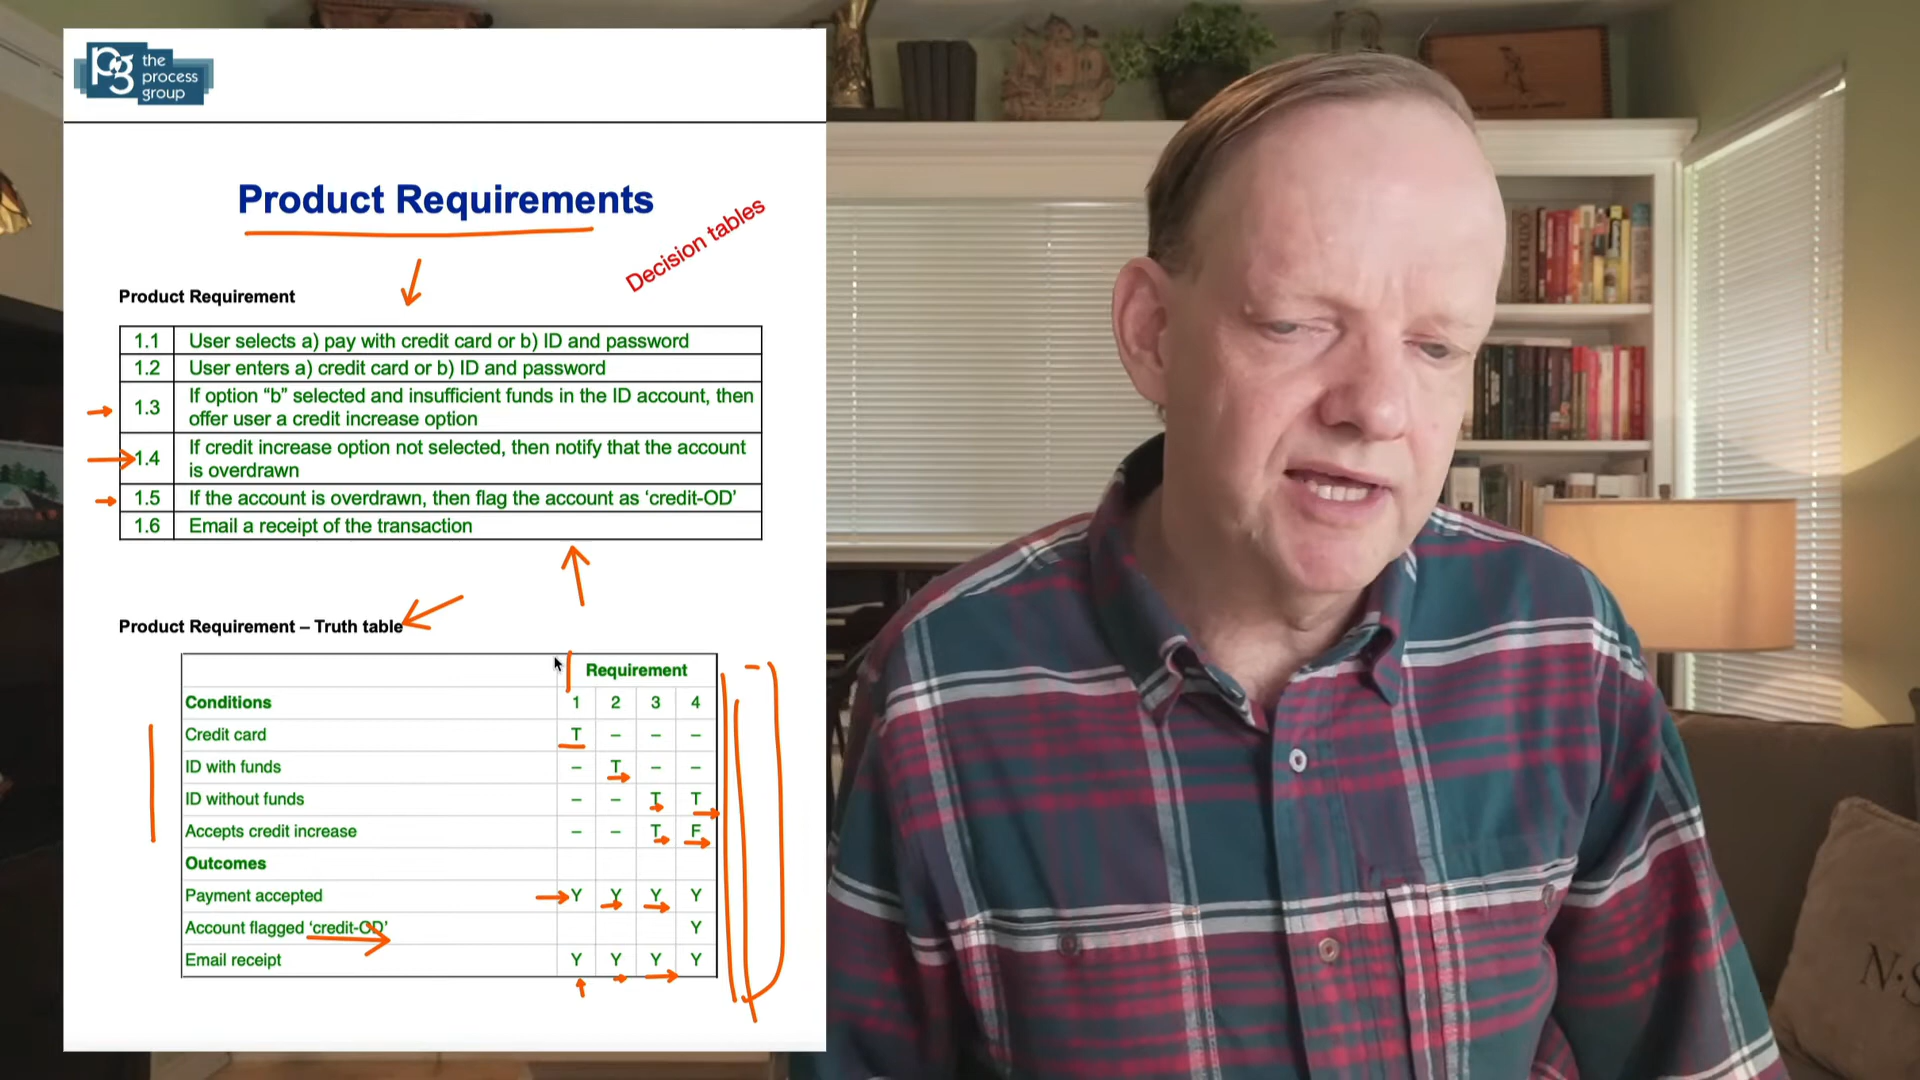 the
process
group
Product Requirements
Decision tables
Product Requirement
1.1 User selects a) pay with credit card or b) ID and password
1.2 User enters a) credit card or b) ID and password
1.3 If option “b” selected and insufficient funds in the ID account, then
offer user a credit increase option
1.4 If credit increase option not selected, then notify that the account
is overdrawn
1.5 If the account is overdrawn, then flag the account as ‘credit-OD’
1.6 Email a receipt of the transaction
Product Requirement – Truth table
Requirement
Conditions 1 2 3 4
Credit card T – – –
ID with funds – T – –
ID without funds – – T T
Accepts credit increase – – T F
Outcomes
Payment accepted Y Y Y Y
Account flagged ‘credit-OD’ Y
Email receipt Y Y Y Y